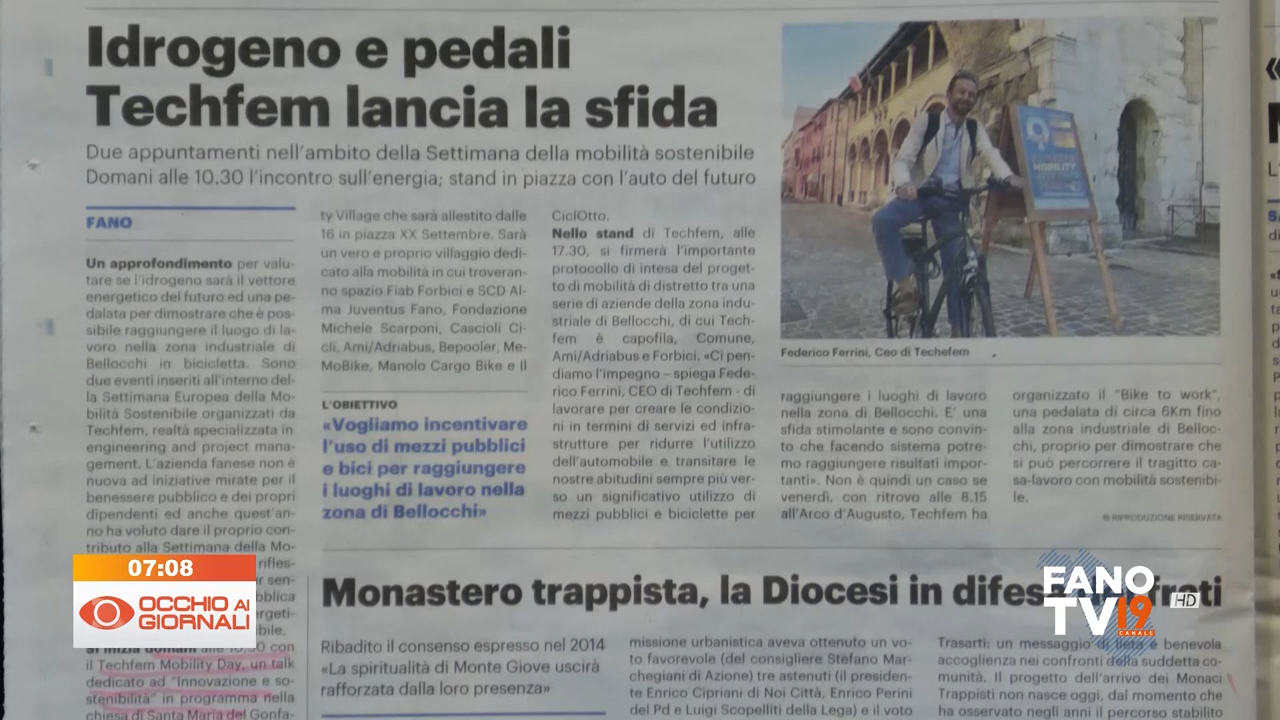 Idrogeno e pedali
Techfem lancia la sfida
Due appuntamenti nell'ambito della Settimana della mobilità sostenibile
Domani alle 10.30 l'incontro sull'energia; stand in piazza con l'auto del futuro
FANO
Un approfondimento per valu-
tare se l'idrogeno sarà il vettore
energetico del futuro ed una pe-
dalata per dimostrare che è pos-
sibile raggiungere il luogo di la-
voro nella zona industriale di
Bellocchi in bicicletta. Sono
due eventi inseriti all'interno del-
la Settimana Europea della Mo-
bilità Sostenibile organizzati da
Techfem, realtà specializzata in
engineering and project mana-
gement. L'azienda fanese non è
nuova ad iniziative mirate per il
benessere pubblico e dei propri
dipendenti ed anche quest'an-
no ha voluto dare il proprio con-
tributo alla Settimana della Mo-
rifles-
sen-
bblica
ergeti-
ibile.
si inizia domani alle 10,30 con
il Techfem Mobility Day, un talk
dedicato ad "Innovazione e so-
stenibilità" in programma nella
chiesa di Santa Maria del Gonfa-
ty Village che sarà allestito dalle
16 in piazza XX Settembre. Sarà
un vero e proprio villaggio dedi-
cato alla mobilità in cui troveran-
no spazio Fiab Forbici e SCD Al-
ma Juventus Fano, Fondazione
Michele Scarponi, Cascioli Ci-
cli, Ami/Adriabus, Bepooler, Me-
MoBike, Manolo Cargo Bike e Il
L'OBIETTIVO
«Vogliamo incentivare
l'uso di mezzi pubblici
e bici per raggiungere
i luoghi di lavoro nella
zona di Bellocchi»
CiclOtto.
Nello stand di Techfem, alle
17.30, si firmerà l'importante
protocollo di intesa del proget-
to di mobilità di distretto tra una
serie di aziende della zona indu-
striale di Bellocchi, di cui Tech-
fem è capofila, Comune,
Ami/Adriabus e Forbici. «Ci pen-
diamo l'impegno – spiega Fede-
rico Ferrini, CEO di Techfem - di
lavorare per creare le condizio-
ni in termini di servizi ed infra-
strutture per ridurre l'utilizzo
dell'automobile e transitare le
nostre abitudini sempre più ver-
so un significativo utilizzo di
mezzi pubblici e biciclette per
MOBILITY
Federico Ferrini, Ceo di Techefem
raggiungere i luoghi di lavoro
nella zona di Bellocchi. E' una
sfida stimolante e sono convin-
to che facendo sistema potre-
mo raggiungere risultati impor-
tanti». Non è quindi un caso se
venerdì, con ritrovo alle 8.15
all'Arco d'Augusto, Techfem ha
organizzato il "Bike to work",
una pedalata di circa 6Km fino
alla zona industriale di Belloc-
chi, proprio per dimostrare che
si può percorrere il tragitto ca-
sa-lavoro con mobilità sostenibi-
le.
© RIPRODUZIONE RISERVATA
Monastero trappista, la Diocesi in difes frati
Ribadito il consenso espresso nel 2014
«La spiritualità di Monte Giove uscirà
rafforzata dalla loro presenza»
missione urbanistica aveva ottenuto un vo-
to favorevole (del consigliere Stefano Mar-
chegiani di Azione) tre astenuti (il presiden-
te Enrico Cipriani di Noi Città, Enrico Perini
del Pd e Luigi Scopelliti della Lega) e il voto
Trasarti: un messaggio di lieta e benevola
accoglienza nei confronti della suddetta co-
munità. Il progetto dell'arrivo dei Monaci
Trappisti non nasce oggi, dal momento che
ha osservato negli anni il percorso stabilito
07:08
OCCHIO AI
GIORNALI
FANO
TV19 HD
CANALE